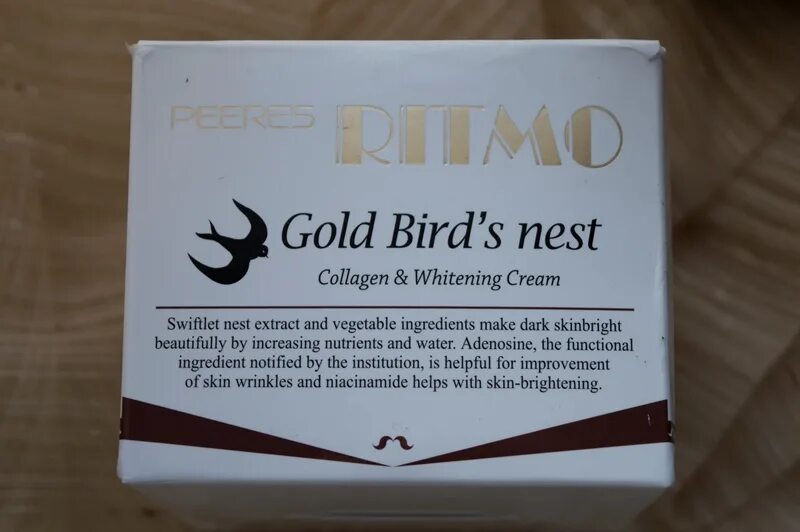 PEERES RITMO
Gold Bird's nest
Collagen & Whitening Cream
Swiftlet nest extract and vegetable ingredients make dark skinbright
beautifully by increasing nutrients and water. Adenosine, the functional
ingredient notified by the institution, is helpful for improvement
of skin wrinkles and niacinamide helps with skin-brightening.